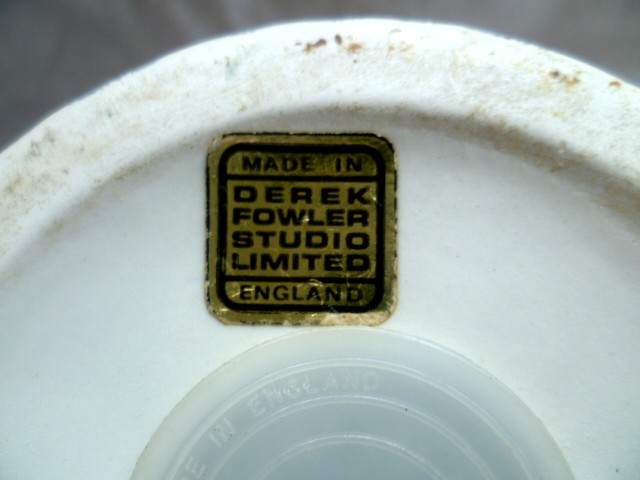 MADE IN
DEREK
FOWLER
STUDIO
LIMITED
ENGLAND
IN ENGLAND